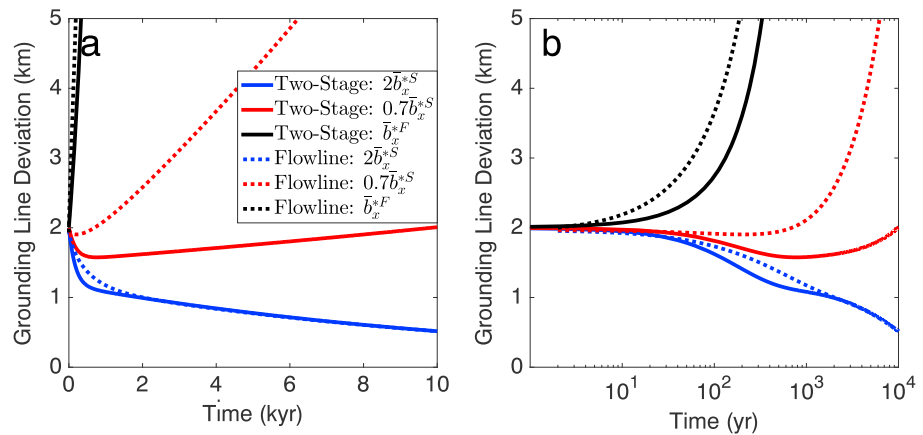 a
Grounding Line Deviation (km)
5
4
3
2
1
0
0 2 4 6 8 10
Time (kyr)
Two-Stage: 2b̄ₓ*ˢ
Two-Stage: 0.7b̄ₓ*ˢ
Two-Stage: b̄ₓ*ᶠ
Flowline: 2b̄ₓ*ˢ
Flowline: 0.7b̄ₓ*ˢ
Flowline: b̄ₓ*ᶠ
b
Grounding Line Deviation (km)
5
4
3
2
1
0
10¹ 10² 10³ 10⁴
Time (yr)